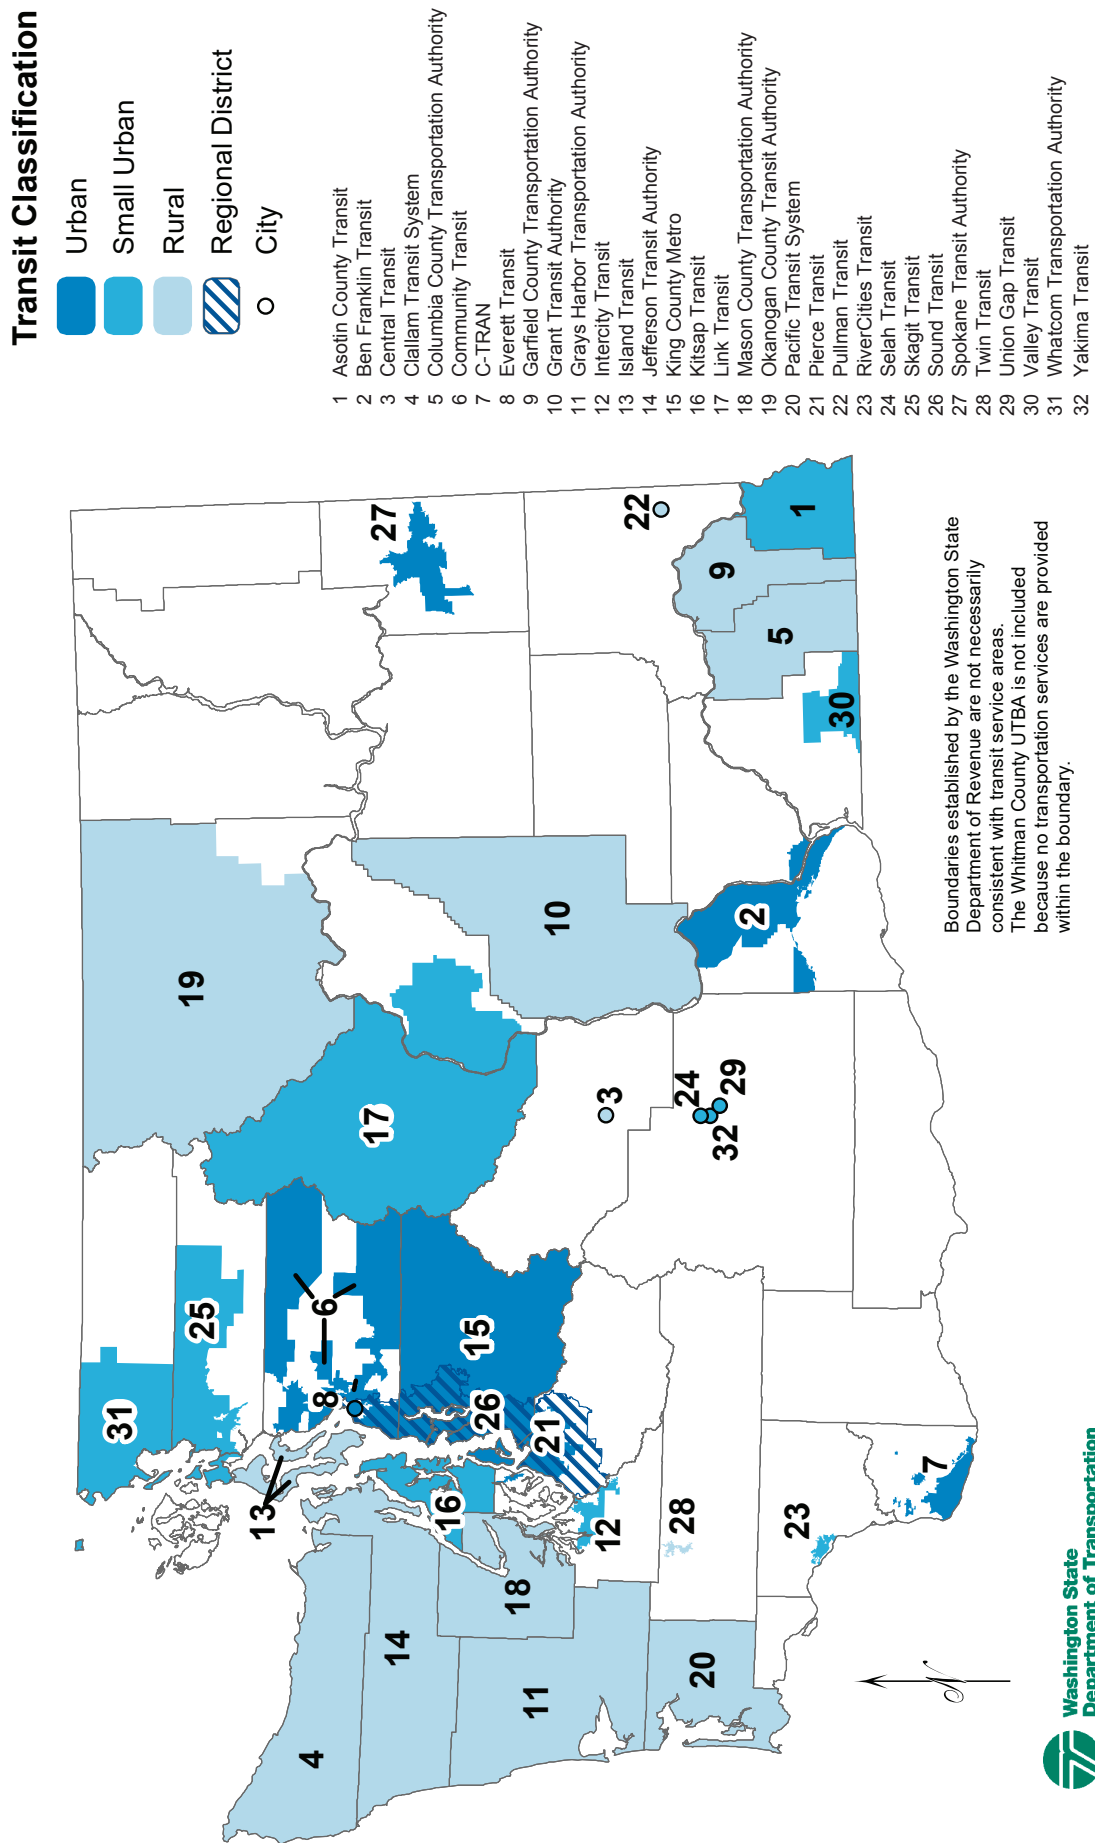 Transit Classification
Urban
Small Urban
Rural
Regional District
City
1 Asotin County Transit
2 Ben Franklin Transit
3 Central Transit
4 Clallam Transit System
5 Columbia County Transportation Authority
6 Community Transit
7 C-TRAN
8 Everett Transit
9 Garfield County Transportation Authority
10 Grant Transit Authority
11 Grays Harbor Transportation Authority
12 Intercity Transit
13 Island Transit
14 Jefferson Transit Authority
15 King County Metro
16 Kitsap Transit
17 Link Transit
18 Mason County Transportation Authority
19 Okanogan County Transit Authority
20 Pacific Transit System
21 Pierce Transit
22 Pullman Transit
23 RiverCities Transit
24 Selah Transit
25 Skagit Transit
26 Sound Transit
27 Spokane Transit Authority
28 Twin Transit
29 Union Gap Transit
30 Valley Transit
31 Whatcom Transportation Authority
32 Yakima Transit
31
25
19
13
6
8
27
4
17
16
14
15
26
10
18
21
11
12
3
22
28
24
32
29
2
9
20
5
1
23
30
7
N
Boundaries established by the Washington State
Department of Revenue are not necessarily
consistent with transit service areas.
The Whitman County UTBA is not included
because no transportation services are provided
within the boundary.
Washington State
Department of Transportation